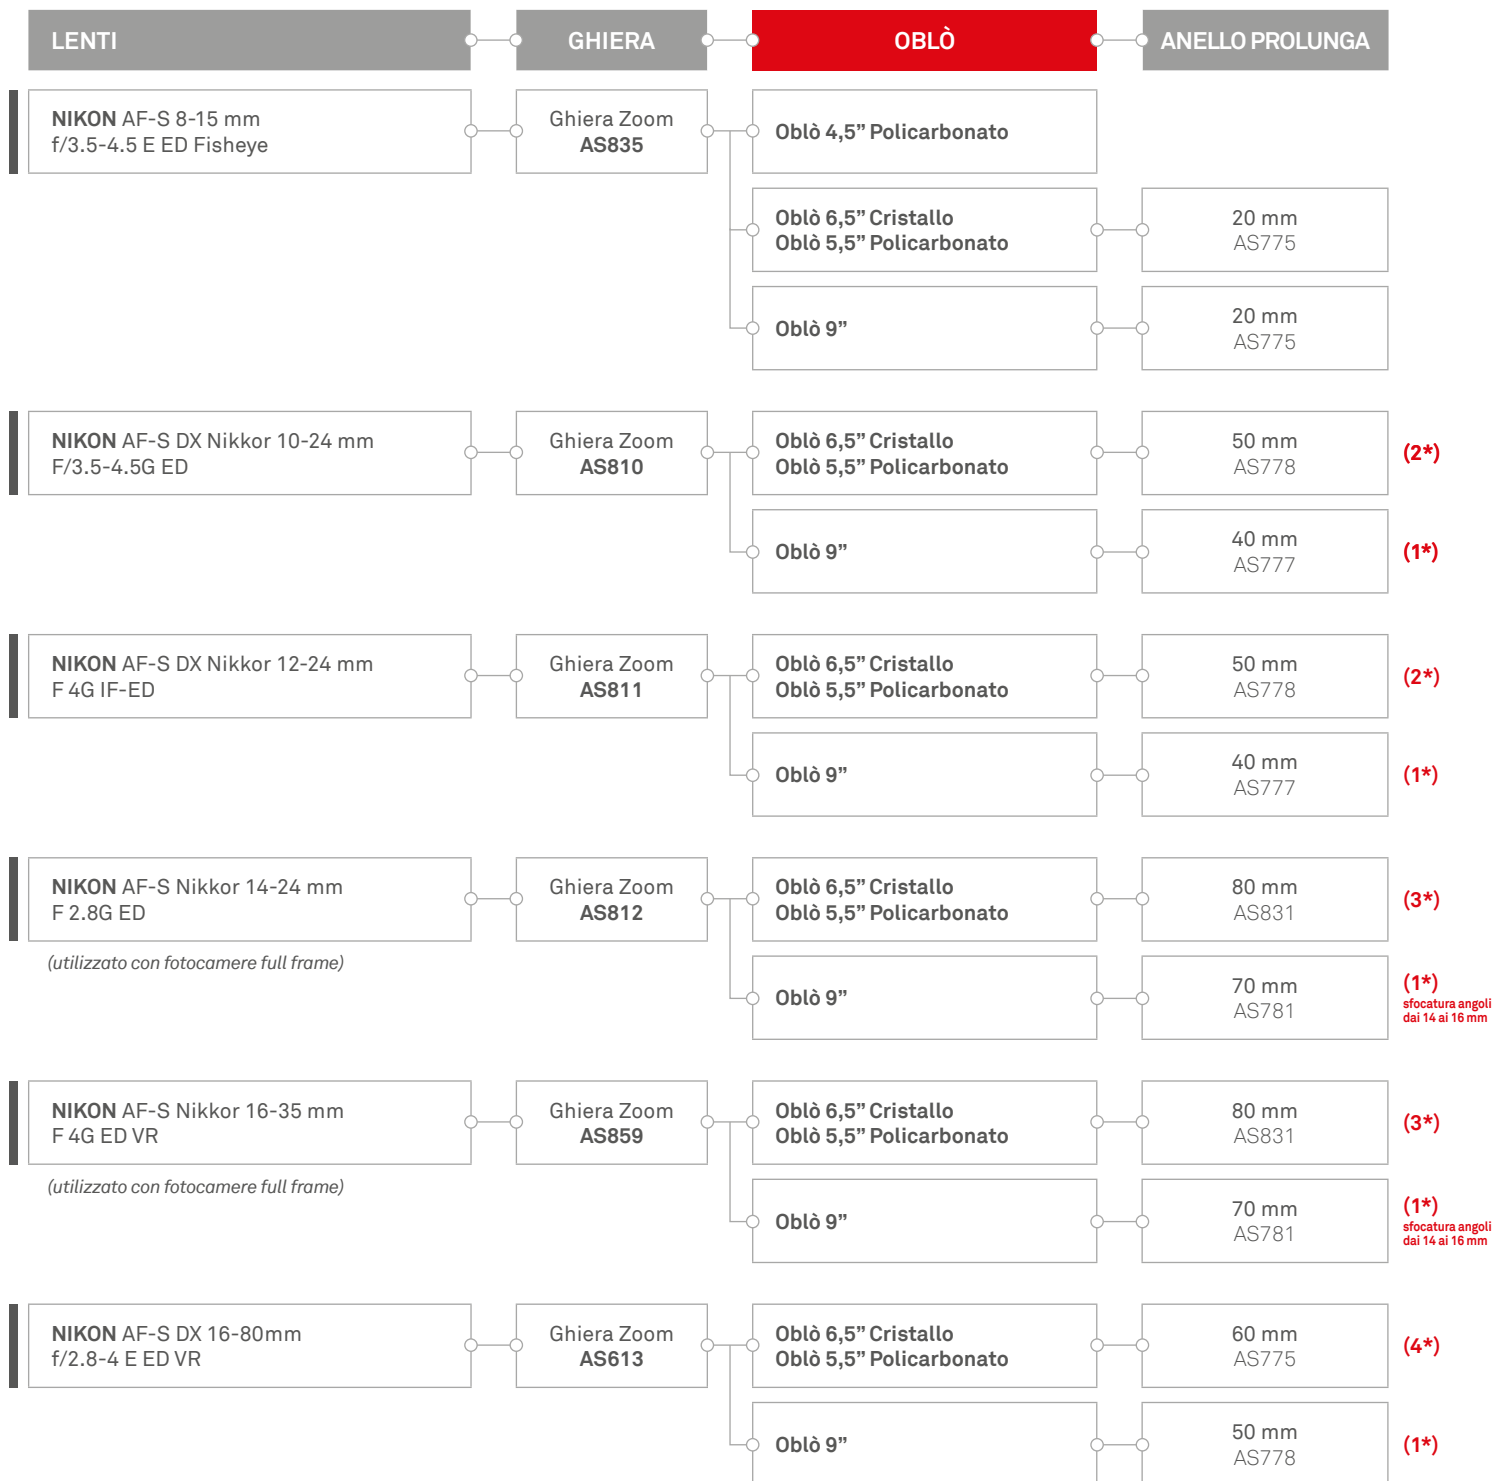 LENTI GHIERA OBLÒ ANELLO PROLUNGA
NIKON AF-S 8-15 mm
f/3.5-4.5 E ED Fisheye
Ghiera Zoom
AS835
Oblò 4,5” Policarbonato
Oblò 6,5” Cristallo
Oblò 5,5” Policarbonato
20 mm
AS775
Oblò 9”
20 mm
AS775
NIKON AF-S DX Nikkor 10-24 mm
F/3.5-4.5G ED
Ghiera Zoom
AS810
Oblò 6,5” Cristallo
Oblò 5,5” Policarbonato
50 mm
AS778
(2*)
Oblò 9”
40 mm
AS777
(1*)
NIKON AF-S DX Nikkor 12-24 mm
F 4G IF-ED
Ghiera Zoom
AS811
Oblò 6,5” Cristallo
Oblò 5,5” Policarbonato
50 mm
AS778
(2*)
Oblò 9”
40 mm
AS777
(1*)
NIKON AF-S Nikkor 14-24 mm
F 2.8G ED
(utilizzato con fotocamere full frame)
Ghiera Zoom
AS812
Oblò 6,5” Cristallo
Oblò 5,5” Policarbonato
80 mm
AS831
(3*)
Oblò 9”
70 mm
AS781
(1*)
sfocatura angoli
dai 14 ai 16 mm
NIKON AF-S Nikkor 16-35 mm
F 4G ED VR
(utilizzato con fotocamere full frame)
Ghiera Zoom
AS859
Oblò 6,5” Cristallo
Oblò 5,5” Policarbonato
80 mm
AS831
(3*)
Oblò 9”
70 mm
AS781
(1*)
sfocatura angoli
dai 14 ai 16 mm
NIKON AF-S DX 16-80mm
f/2.8-4 E ED VR
Ghiera Zoom
AS613
Oblò 6,5” Cristallo
Oblò 5,5” Policarbonato
60 mm
AS775
(4*)
Oblò 9”
50 mm
AS778
(1*)